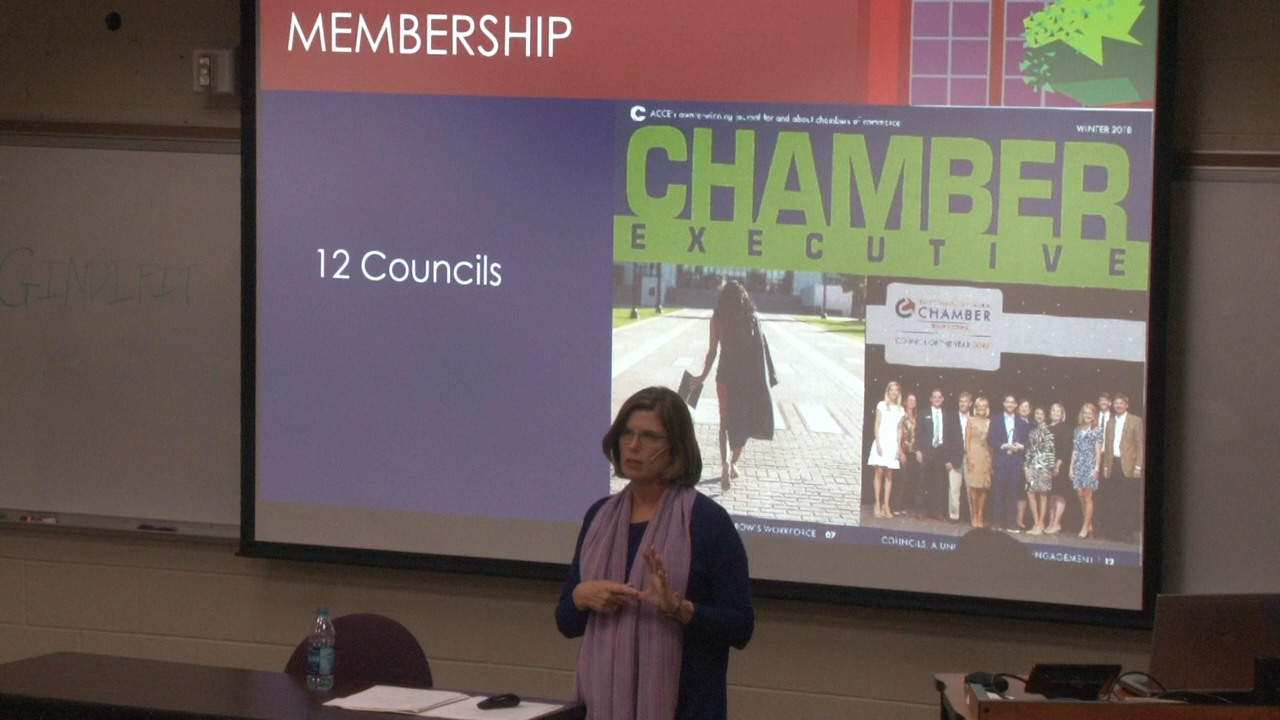 MEMBERSHIP
ACCE's award-winning journal for and about chambers of commerce
WINTER 2018
CHAMBER
EXECUTIVE
12 Councils
CHAMBER
COUNCIL OF THE YEAR
ROW'S WORKFORCE 07
COUNCILS, A UNI
NGAGEMENT | 12